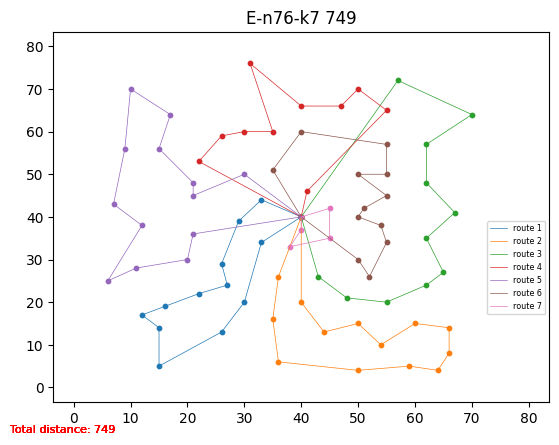 E-n76-k7 749
80
70
60
50
40
30
20
10
0
route 1
route 2
route 3
route 4
route 5
route 6
route 7
0 10 20 30 40 50 60 70 80
Total distance: 749